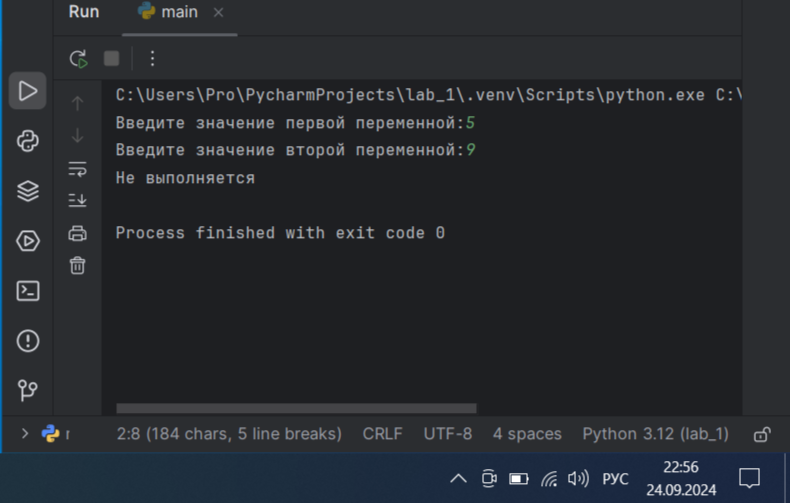 Run main
C:\Users\Pro\PycharmProjects\lab_1\.venv\Scripts\python.exe C:\
Введите значение первой переменной:5
Введите значение второй переменной:9
Не выполняется
Process finished with exit code 0
2:8 (184 chars, 5 line breaks) CRLF UTF-8 4 spaces Python 3.12 (lab_1)
РУС 22:56
24.09.2024